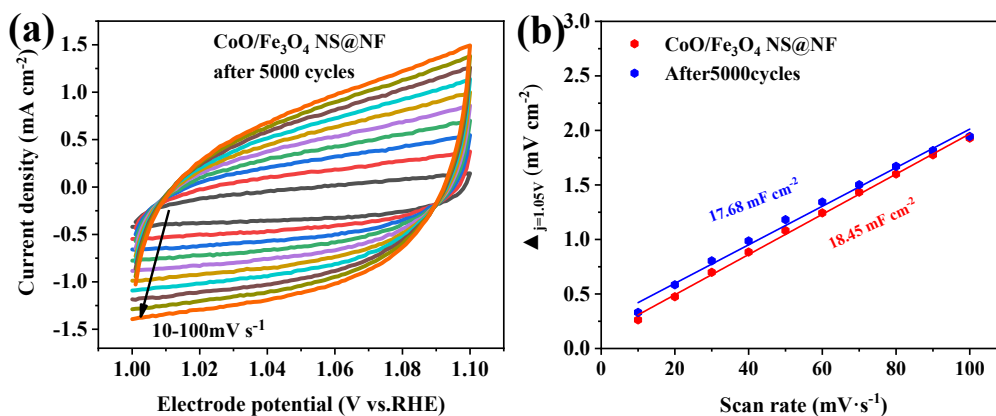 (a)
CoO/Fe3O4 NS@NF
after 5000 cycles
10-100mV s-1
Current density (mA cm-2)
1.5
1.0
0.5
0.0
-0.5
-1.0
-1.5
1.00 1.02 1.04 1.06 1.08 1.10
Electrode potential (V vs.RHE)
(b)
CoO/Fe3O4 NS@NF
After5000cycles
17.68 mF cm-2
18.45 mF cm-2
▲j=1.05V (mV cm-2)
3.0
2.5
2.0
1.5
1.0
0.5
0.0
0 20 40 60 80 100
Scan rate (mV·s-1)